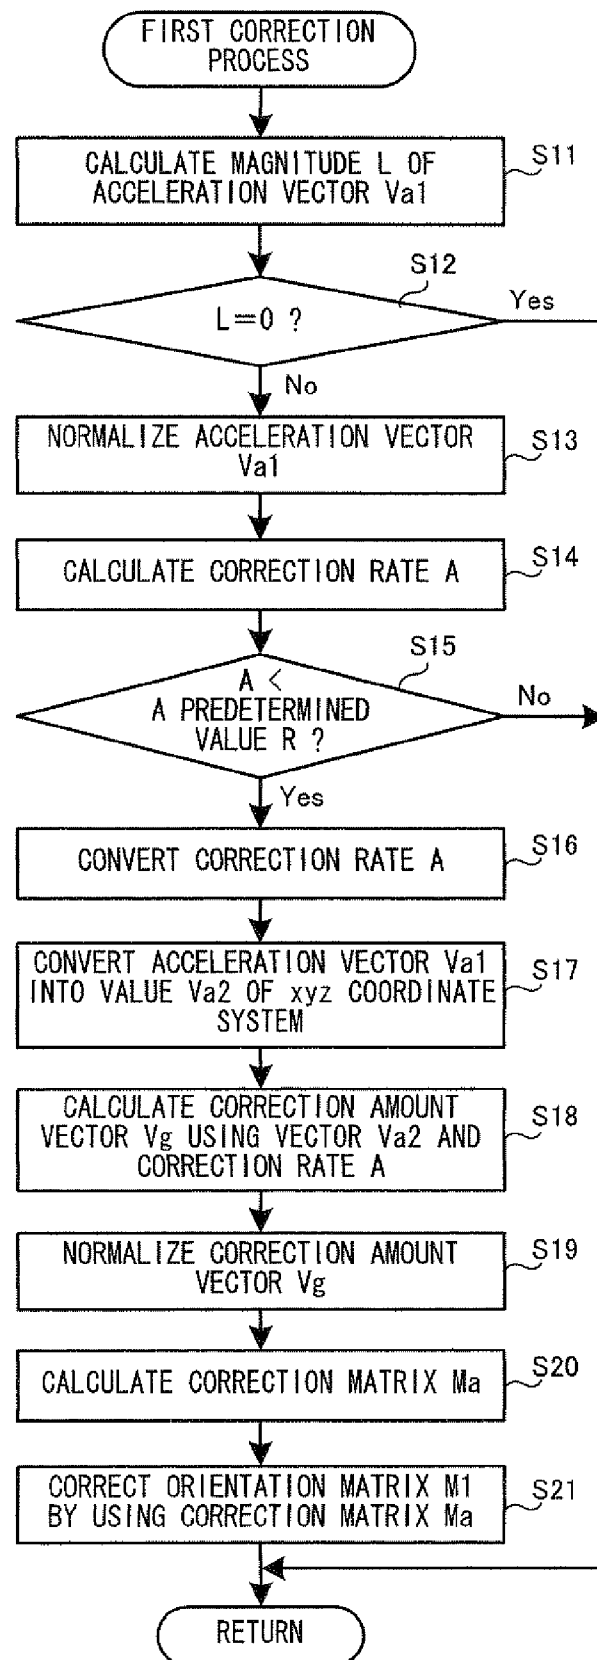 FIRST CORRECTION
PROCESS
CALCULATE MAGNITUDE L OF
ACCELERATION VECTOR Va1
S11
S12
L=0 ?
Yes
No
NORMALIZE ACCELERATION VECTOR
Va1
S13
CALCULATE CORRECTION RATE A
S14
S15
A <
A PREDETERMINED
VALUE R ?
No
Yes
CONVERT CORRECTION RATE A
S16
CONVERT ACCELERATION VECTOR Va1
INTO VALUE Va2 OF xyz COORDINATE
SYSTEM
S17
CALCULATE CORRECTION AMOUNT
VECTOR Vg USING VECTOR Va2 AND
CORRECTION RATE A
S18
NORMALIZE CORRECTION AMOUNT
VECTOR Vg
S19
CALCULATE CORRECTION MATRIX Ma
S20
CORRECT ORIENTATION MATRIX M1
BY USING CORRECTION MATRIX Ma
S21
RETURN